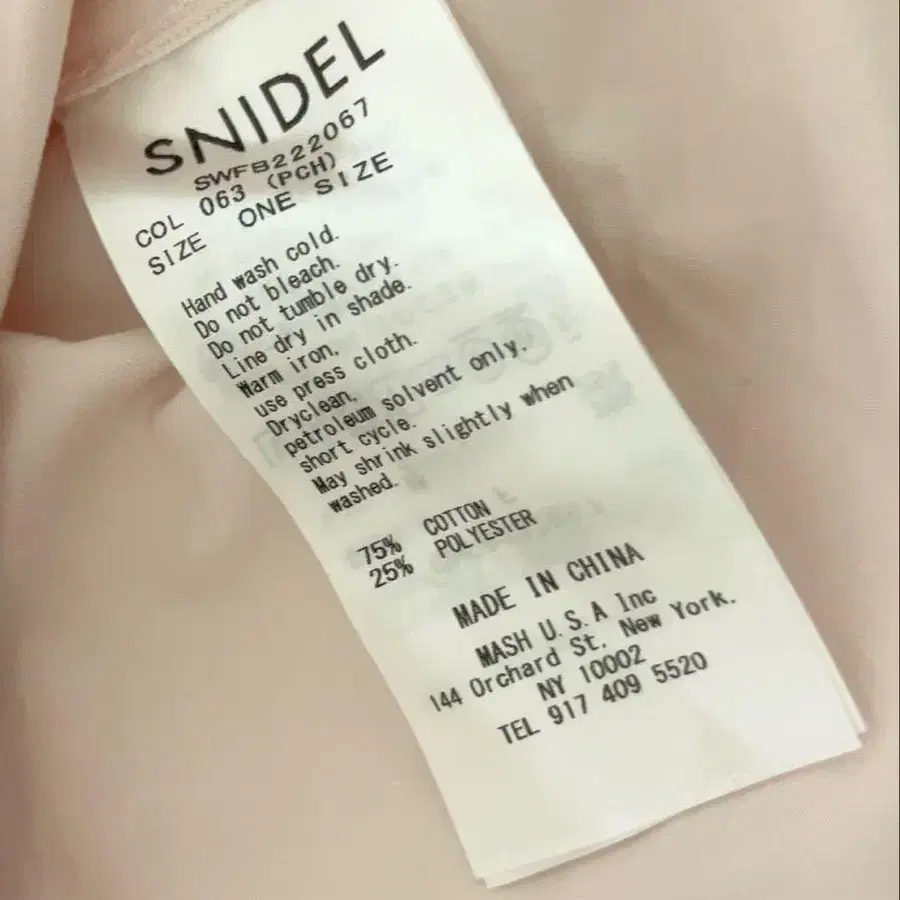 SNIDEL
SWFB222067
COL 063 (PCH)
SIZE ONE SIZE
Hand wash cold.
Do not bleach.
Do not tumble dry.
Line dry in shade.
Warm iron,
use press cloth.
Dryclean,
petroleum solvent only.
short cycle.
May shrink slightly when
washed.
75% COTTON
25% POLYESTER
MADE IN CHINA
MASH U.S.A Inc
144 Orchard St, New York.
NY 10002
TEL 917 409 5520